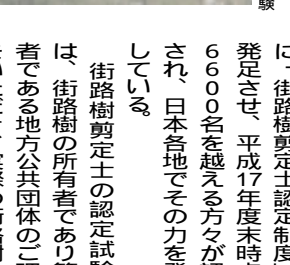 験
に、街路樹剪定士認定制度
発足させ、平成17年度末時
6600名を越える方々が
され、日本各地でその力を
している。
街路樹剪定士の認定試験
は、街路樹の所有者であり
者である地方公共団体のご